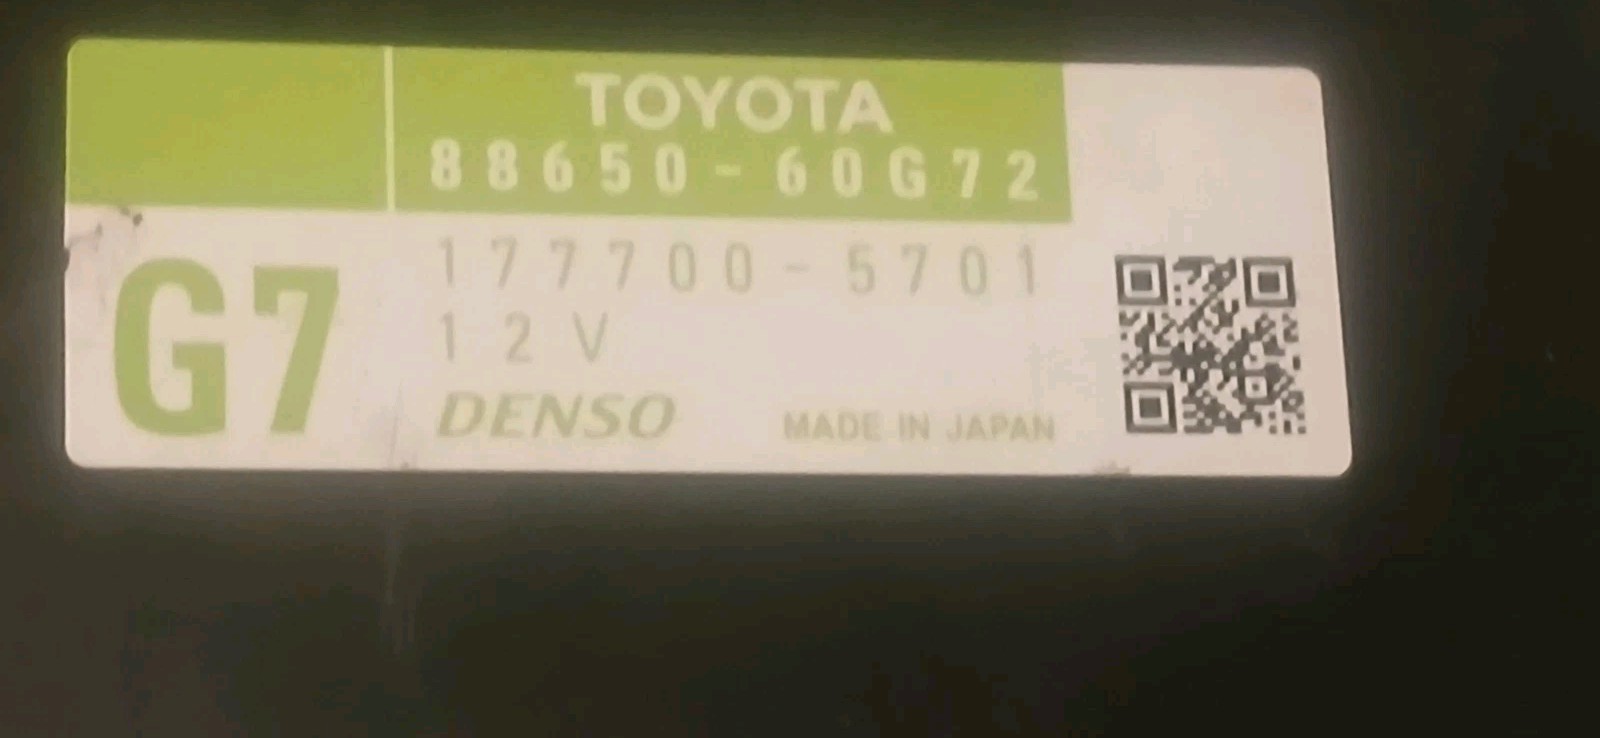 TOYOTA
88650-60G72
G7
177700-5701
12V
DENSO
MADE IN JAPAN